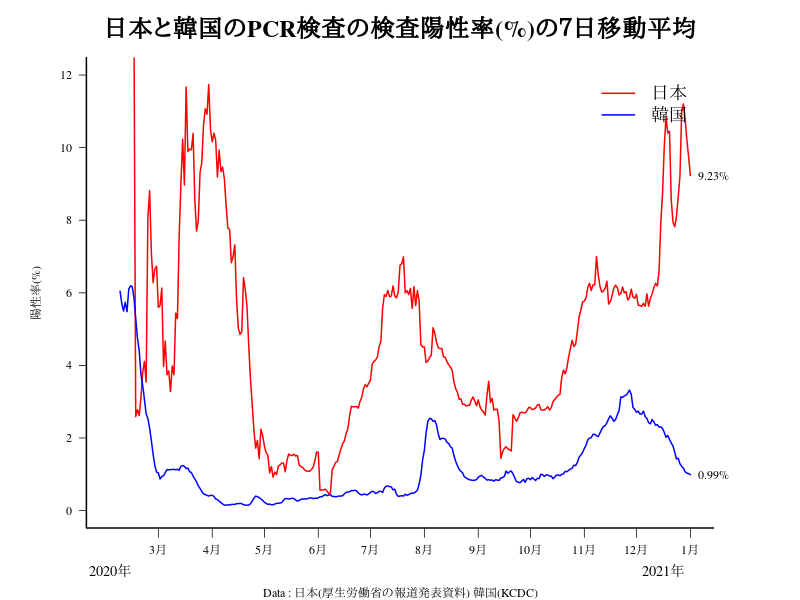 日本と韓国のPCR検査の検査陽性率(%)の7日移動平均
日本
韓国
陽性率(%)
12
10
8
6
4
2
0
9.23%
0.99%
3月 4月 5月 6月 7月 8月 9月 10月 11月 12月 1月
2020年 2021年
Data : 日本(厚生労働省の報道発表資料) 韓国(KCDC)